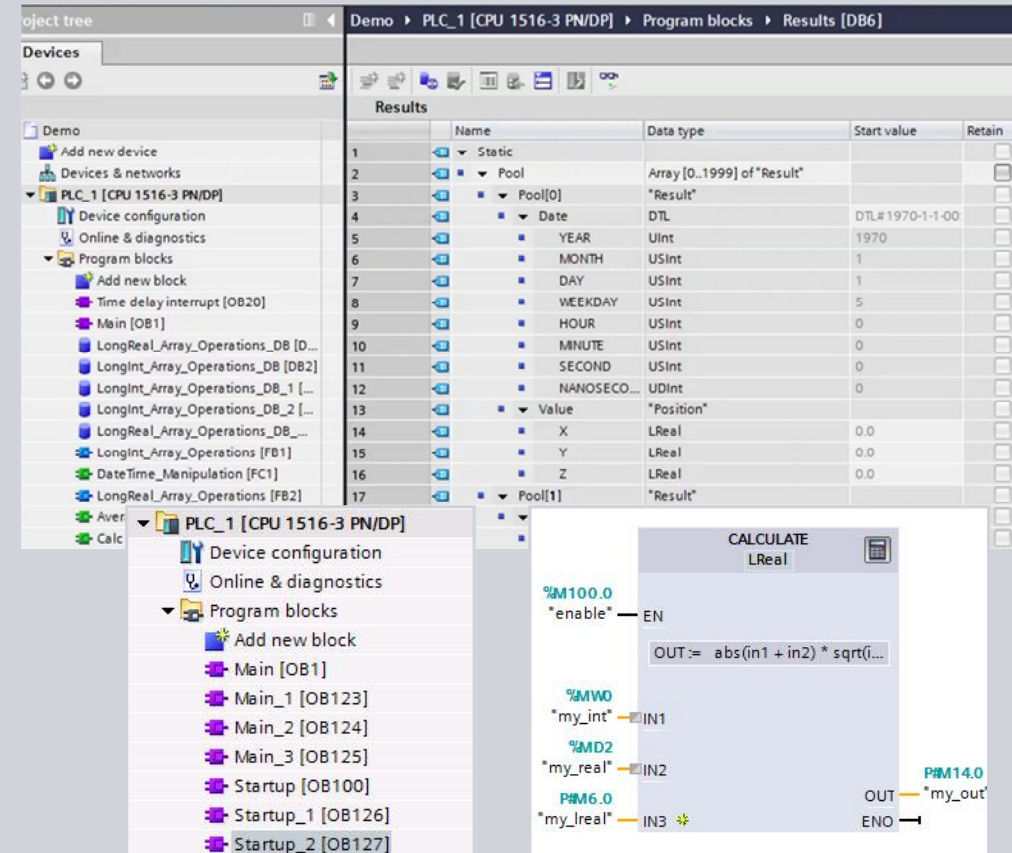 oject tree
Devices
Demo
Add new device
Devices & networks
PLC_1 [CPU 1516-3 PN/DP]
Device configuration
Online & diagnostics
Program blocks
Add new block
Time delay interrupt [OB20]
Main [OB1]
LongReal_Array_Operations_DB [D...
LongInt_Array_Operations_DB [DB2]
LongInt_Array_Operations_DB_1 [...
LongInt_Array_Operations_DB_2 [...
LongReal_Array_Operations_DB_...
LongInt_Array_Operations [FB1]
DateTime_Manipulation [FC1]
LongReal_Array_Operations [FB2]
Aver
Calc
Demo PLC_1 [CPU 1516-3 PN/DP] Program blocks Results [DB6]
Results
Name Data type Start value Retain
1 Static
2 Pool Array [0..1999] of "Result"
3 Pool[0] "Result"
4 Date DTL DTL#1970-1-1-00:
5 YEAR UInt 1970
6 MONTH USInt 1
7 DAY USInt 1
8 WEEKDAY USInt 5
9 HOUR USInt 0
10 MINUTE USInt 0
11 SECOND USInt 0
12 NANOSECO... UDInt 0
13 Value "Position"
14 X LReal 0.0
15 Y LReal 0.0
16 Z LReal 0.0
17 Pool[1] "Result"
PLC_1 [CPU 1516-3 PN/DP]
Device configuration
Online & diagnostics
Program blocks
Add new block
Main [OB1]
Main_1 [OB123]
Main_2 [OB124]
Main_3 [OB125]
Startup [OB100]
Startup_1 [OB126]
Startup_2 [OB127]
CALCULATE
LReal
%M100.0
"enable" EN
OUT := abs(in1 + in2) * sqrt(i...
%MW0
"my_int" IN1
%MD2
"my_real" IN2
P#M6.0
"my_lreal" IN3
P#M14.0
OUT "my_out"
ENO